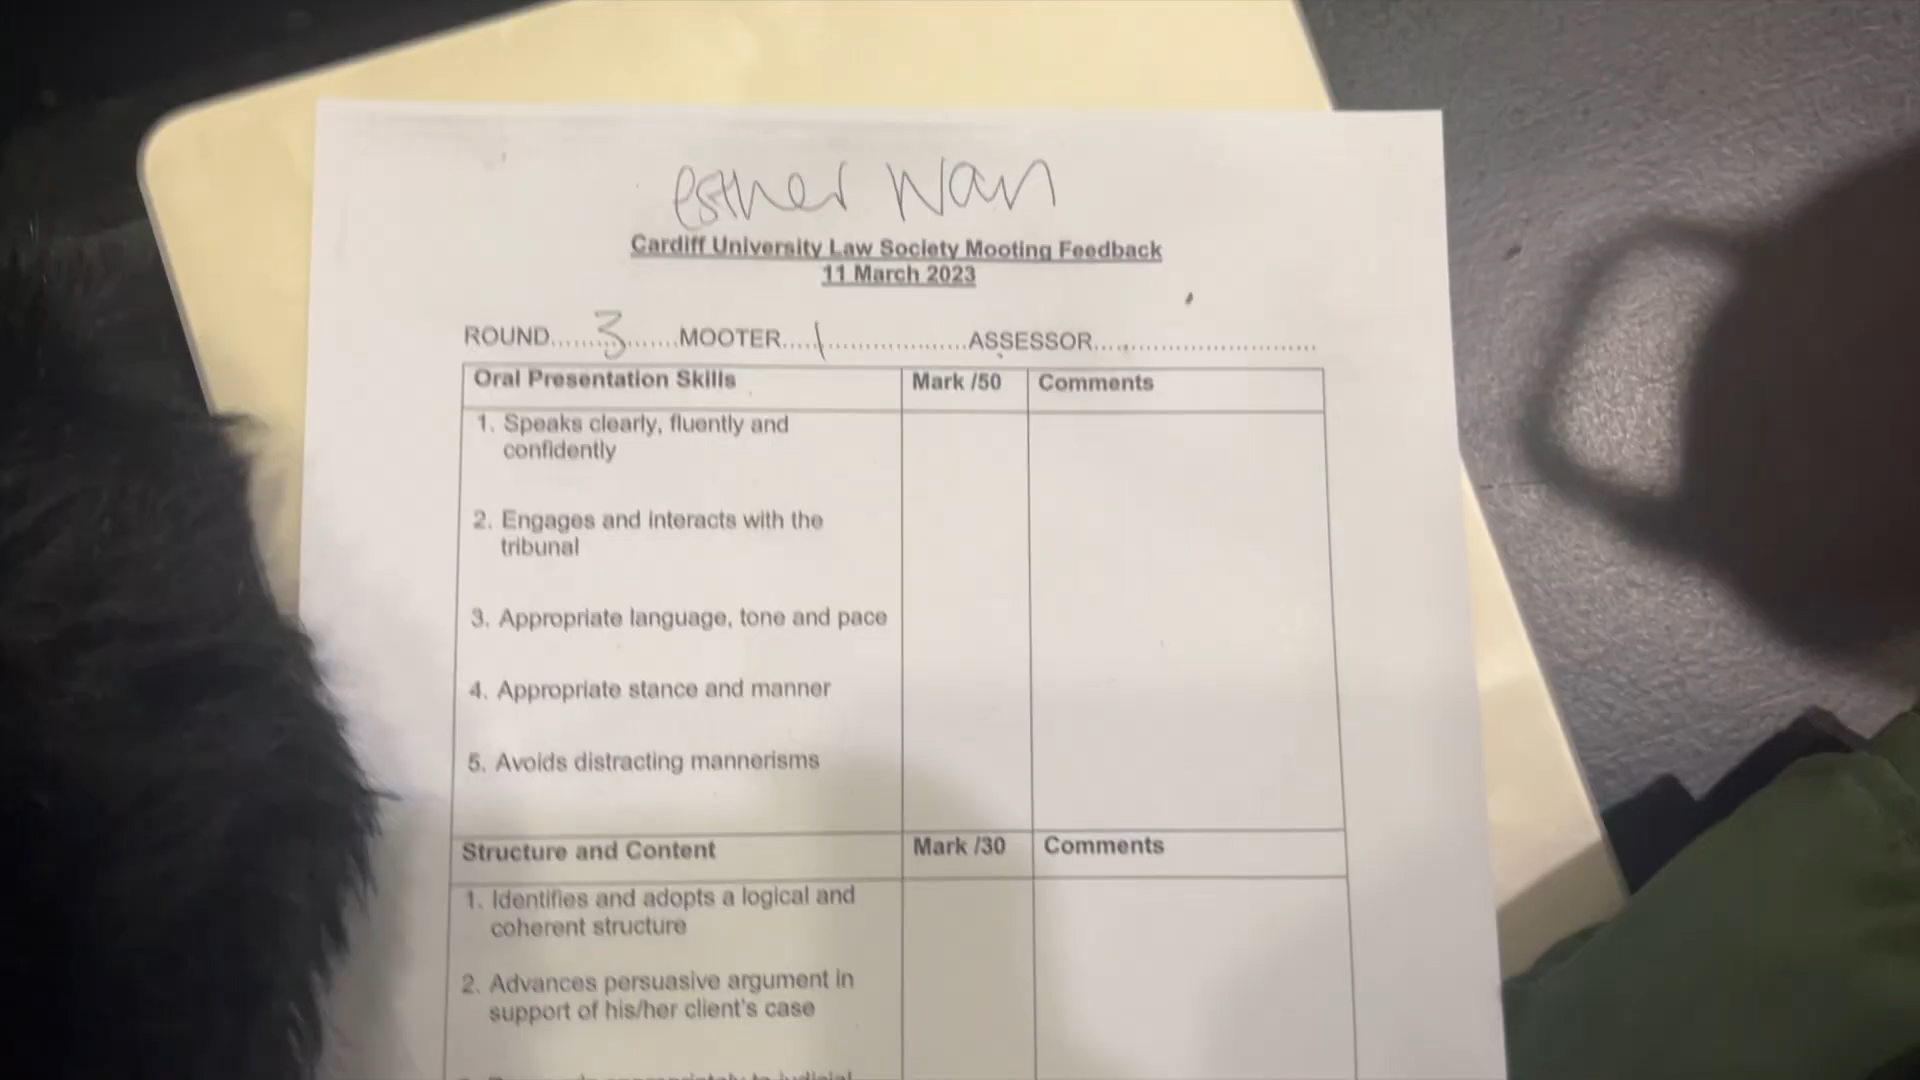 esther Wan
Cardiff University Law Society Mooting Feedback
11 March 2023
ROUND.........3.......MOOTER.....1....................ASSESSOR.................................
Oral Presentation Skills Mark /50 Comments
1. Speaks clearly, fluently and
confidently
2. Engages and interacts with the
tribunal
3. Appropriate language, tone and pace
4. Appropriate stance and manner
5. Avoids distracting mannerisms
Structure and Content Mark /30 Comments
1. Identifies and adopts a logical and
coherent structure
2. Advances persuasive argument in
support of his/her client's case
to judicial